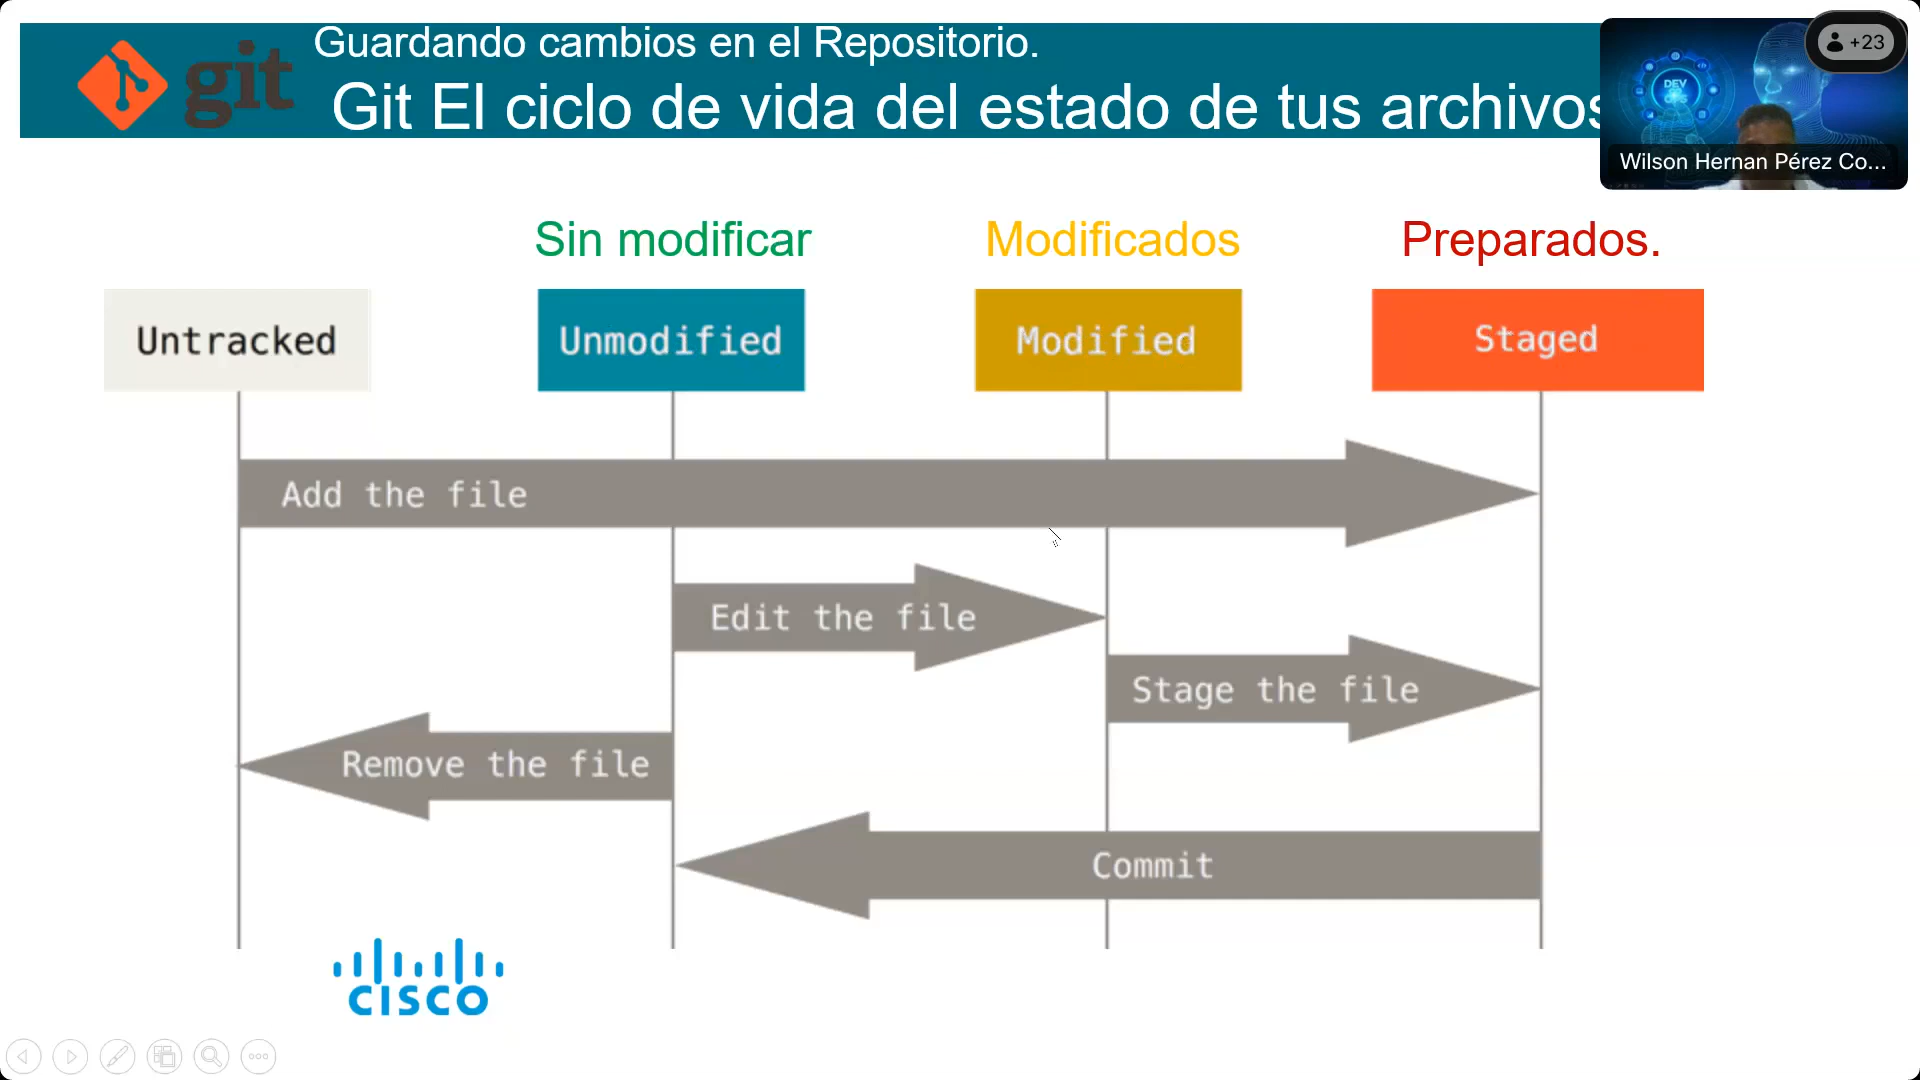 git
Guardando cambios en el Repositorio.
Git El ciclo de vida del estado de tus archivos
+23
DEV
Wilson Hernan Pérez Co...
Sin modificar
Modificados
Preparados.
Untracked
Unmodified
Modified
Staged
Add the file
Edit the file
Stage the file
Remove the file
Commit
CISCO